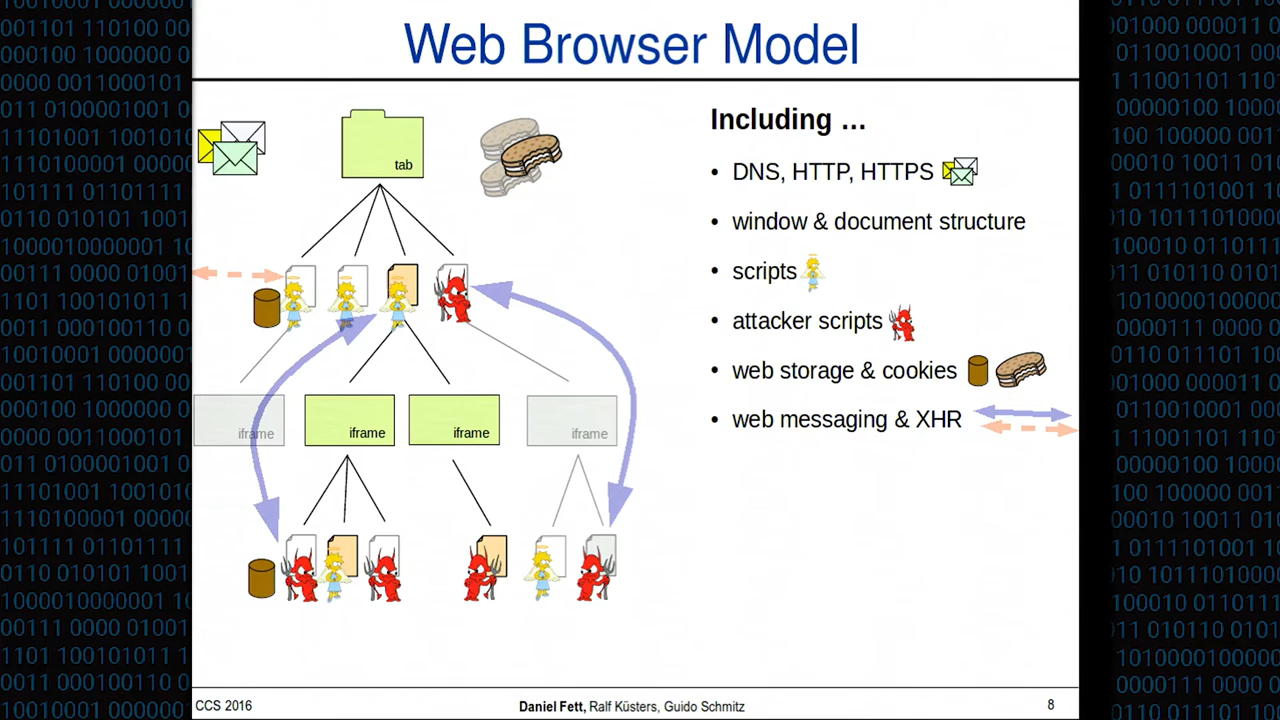 Web Browser Model
tab
iframe
iframe
iframe
iframe
Including ...
• DNS, HTTP, HTTPS
• window & document structure
• scripts
• attacker scripts
• web storage & cookies
• web messaging & XHR
CCS 2016
Daniel Fett, Ralf Küsters, Guido Schmitz
8